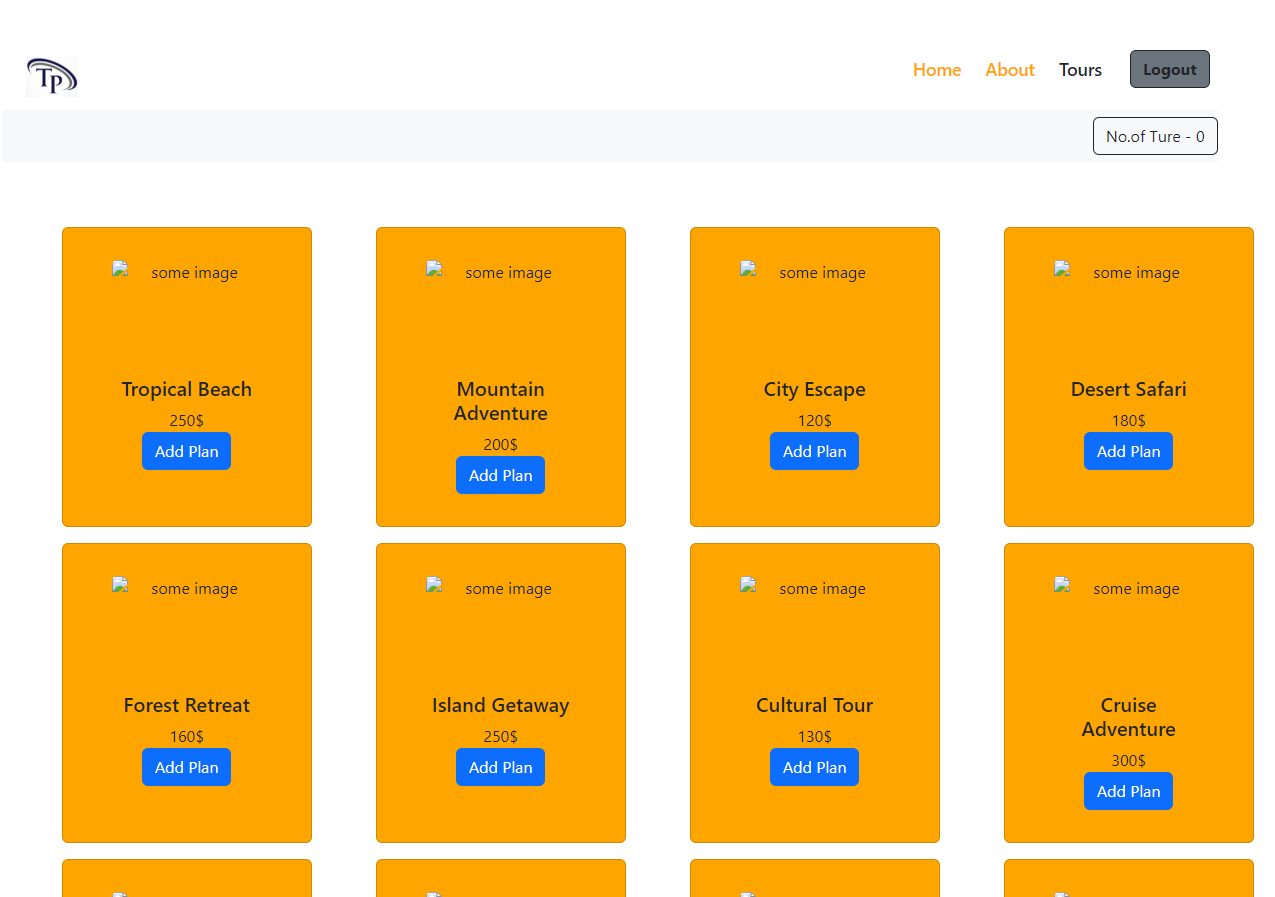 TP
Home About Tours Logout
No.of Ture - 0
some image some image some image some image
Tropical Beach Mountain Adventure City Escape Desert Safari
250$ 200$ 120$ 180$
Add Plan Add Plan Add Plan Add Plan
some image some image some image some image
Forest Retreat Island Getaway Cultural Tour Cruise Adventure
160$ 250$ 130$ 300$
Add Plan Add Plan Add Plan Add Plan